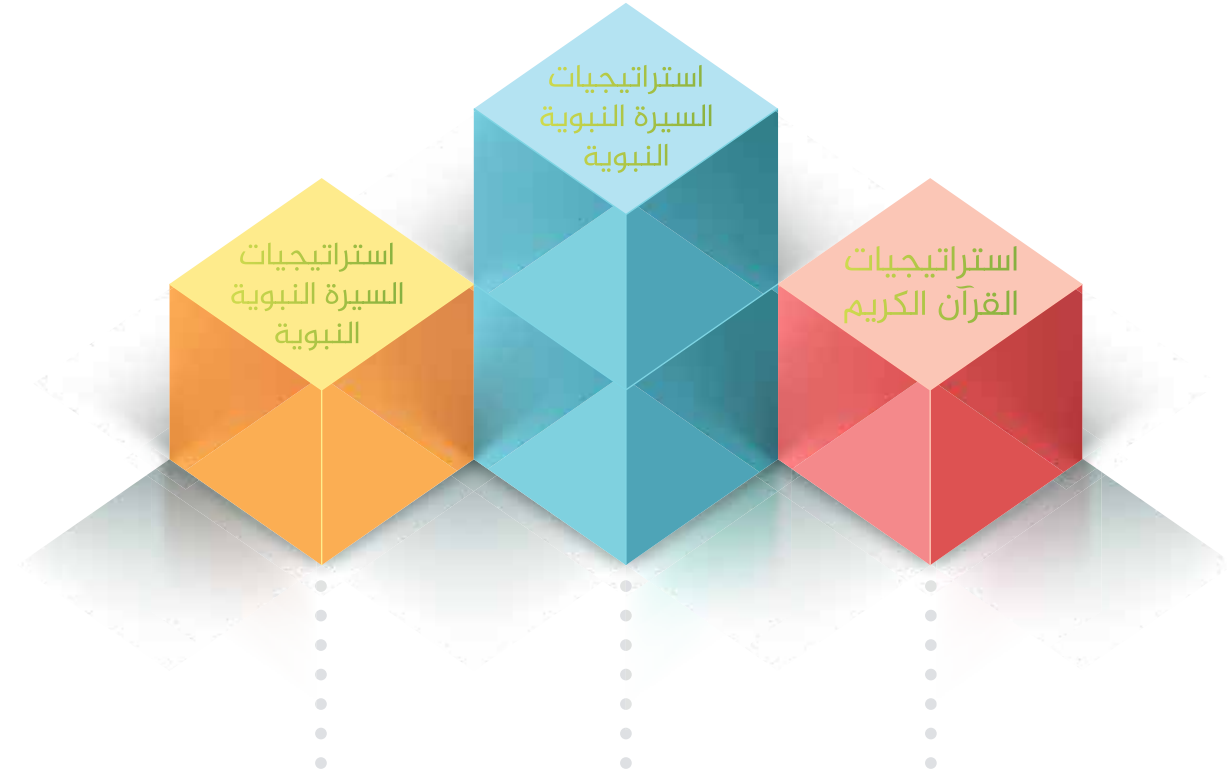 استراتيجيات
القرآن الكريم
استراتيجيات
السيرة النبوية
النبوية
استراتيجيات
السيرة النبوية
النبوية